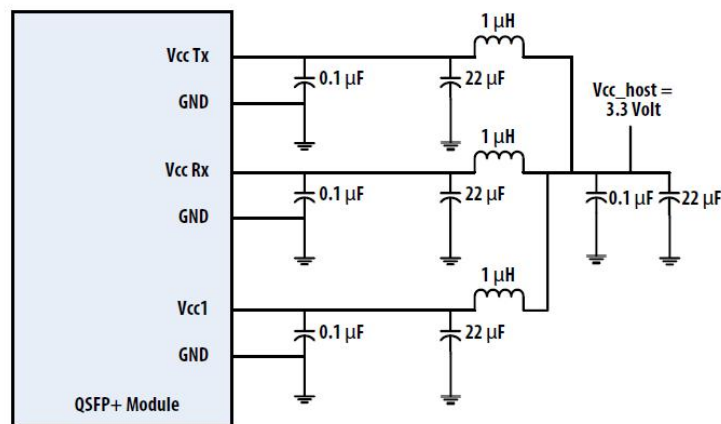 1 μH
Vcc Tx
0.1 μF
22 μF
GND
Vcc_host =
3.3 Volt
1 μH
Vcc Rx
0.1 μF
22 μF
0.1 μF
22 μF
GND
1 μH
Vcc1
0.1 μF
22 μF
GND
QSFP+ Module